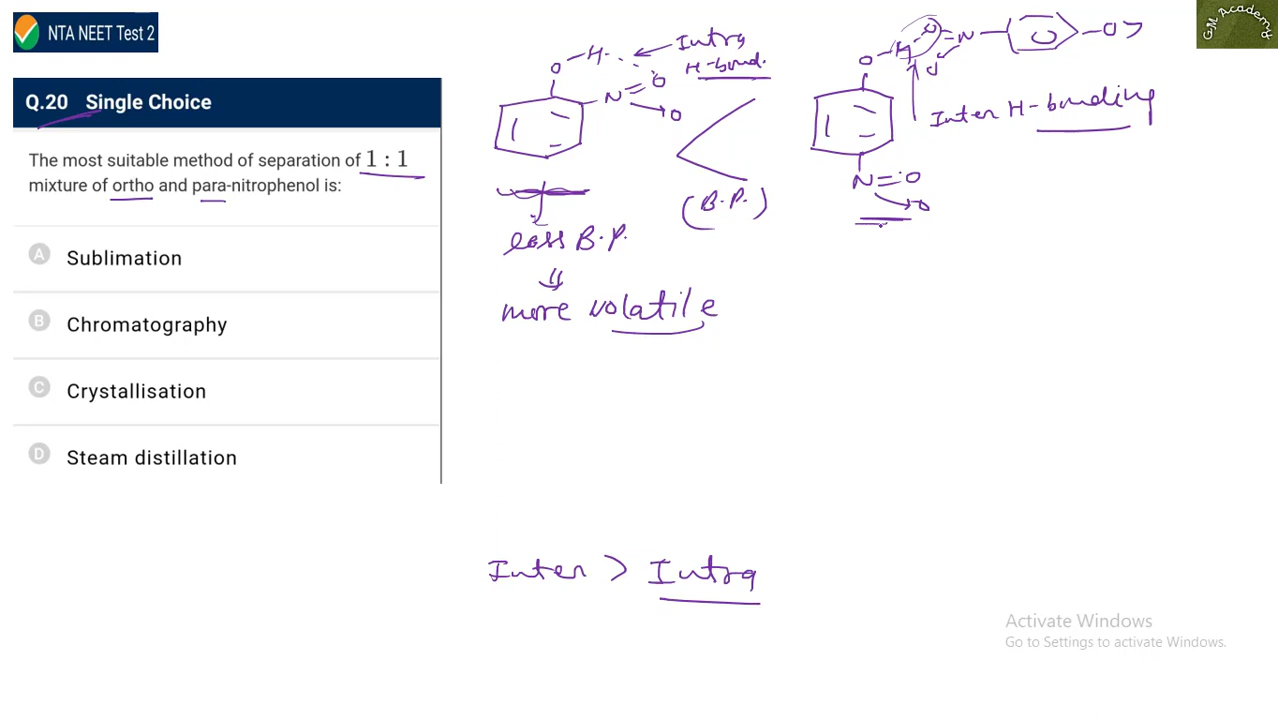 NTA NEET Test 2
Q.20 Single Choice
The most suitable method of separation of 1 : 1
mixture of ortho and para-nitrophenol is:
A Sublimation
B Chromatography
C Crystallisation
D Steam distillation
O-H
Intra
H-bond.
N=O
O
less B.P.
more volatile
(B.P.)
O-H
O=N
O
N=O
O
Inter H-bonding
Inter > Intra
GM Academy
Activate Windows
Go to Settings to activate Windows.